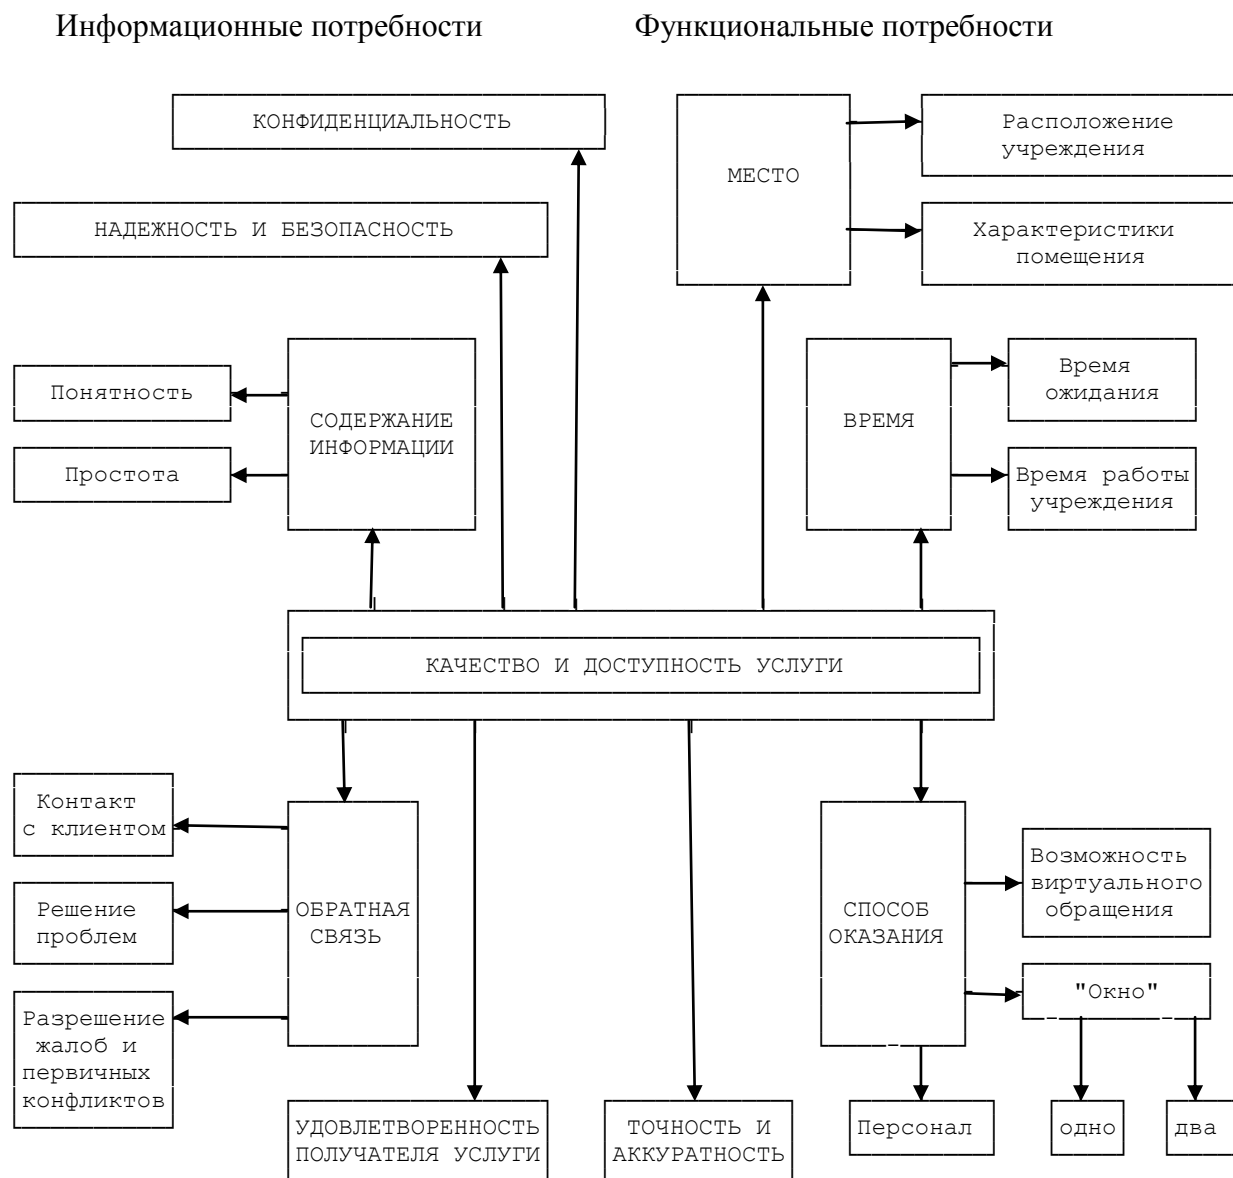 Информационные потребности
Функциональные потребности
КОНФИДЕНЦИАЛЬНОСТЬ
НАДЕЖНОСТЬ И БЕЗОПАСНОСТЬ
Понятность
Простота
СОДЕРЖАНИЕ
ИНФОРМАЦИИ
МЕСТО
Расположение
учреждения
Характеристики
помещения
ВРЕМЯ
Время
ожидания
Время работы
учреждения
КАЧЕСТВО И ДОСТУПНОСТЬ УСЛУГИ
Контакт
с клиентом
Решение
проблем
Разрешение
жалоб и
первичных
конфликтов
ОБРАТНАЯ
СВЯЗЬ
УДОВЛЕТВОРЕННОСТЬ
ПОЛУЧАТЕЛЯ УСЛУГИ
ТОЧНОСТЬ И
АККУРАТНОСТЬ
СПОСОБ
ОКАЗАНИЯ
Возможность
виртуального
обращения
"Окно"
Персонал
одно
два